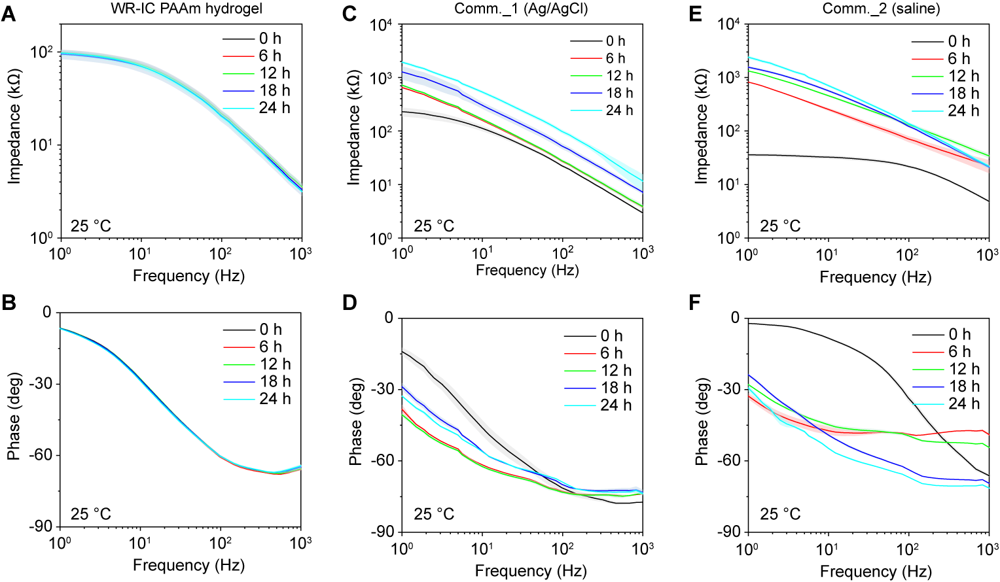 A
WR-IC PAAm hydrogel
Impedance (kΩ)
10²
10¹
10⁰
0 h
6 h
12 h
18 h
24 h
25 °C
10⁰ 10¹ 10² 10³
Frequency (Hz)
C
Comm._1 (Ag/AgCl)
Impedance (kΩ)
10⁴
10³
10²
10¹
10⁰
0 h
6 h
12 h
18 h
24 h
25 °C
10⁰ 10¹ 10² 10³
Frequency (Hz)
E
Comm._2 (saline)
Impedance (kΩ)
10⁴
10³
10²
10¹
10⁰
0 h
6 h
12 h
18 h
24 h
25 °C
10⁰ 10¹ 10² 10³
Frequency (Hz)
B
Phase (deg)
0
-30
-60
-90
0 h
6 h
12 h
18 h
24 h
25 °C
10⁰ 10¹ 10² 10³
Frequency (Hz)
D
Phase (deg)
0
-30
-60
-90
0 h
6 h
12 h
18 h
24 h
25 °C
10⁰ 10¹ 10² 10³
Frequency (Hz)
F
Phase (deg)
0
-30
-60
-90
0 h
6 h
12 h
18 h
24 h
25 °C
10⁰ 10¹ 10² 10³
Frequency (Hz)